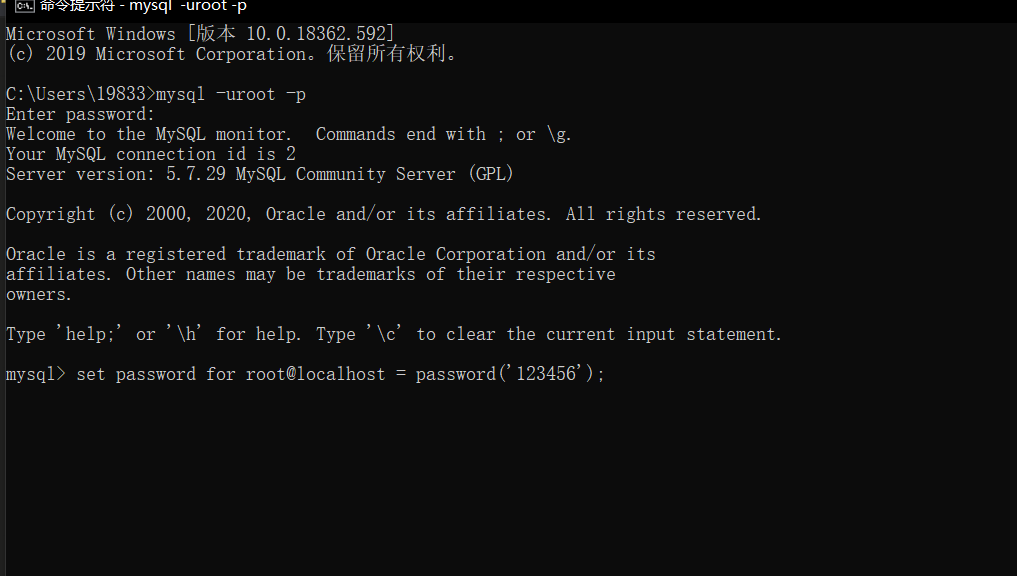 命令提示符 - mysql -uroot -p
Microsoft Windows [版本 10.0.18362.592]
(c) 2019 Microsoft Corporation。保留所有权利。
C:\Users\19833>mysql -uroot -p
Enter password:
Welcome to the MySQL monitor.  Commands end with ; or \g.
Your MySQL connection id is 2
Server version: 5.7.29 MySQL Community Server (GPL)
Copyright (c) 2000, 2020, Oracle and/or its affiliates. All rights reserved.
Oracle is a registered trademark of Oracle Corporation and/or its
affiliates. Other names may be trademarks of their respective
owners.
Type 'help;' or '\h' for help. Type '\c' to clear the current input statement.
mysql> set password for root@localhost = password('123456');